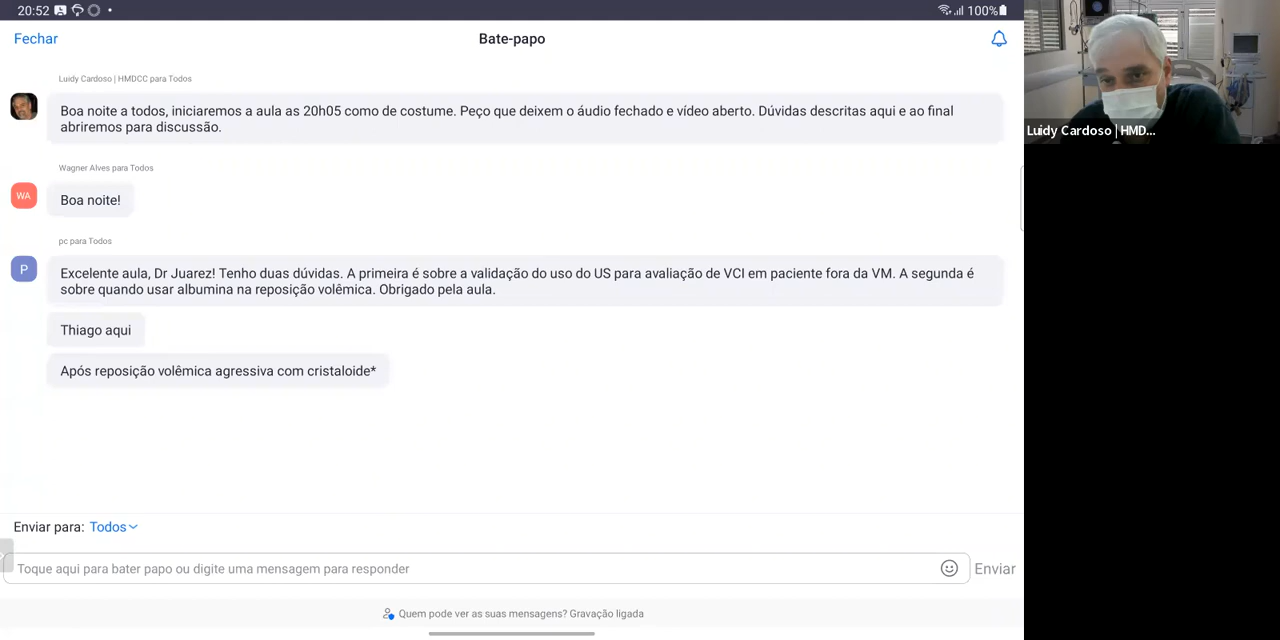 20:52
100%
Fechar
Bate-papo
Luidy Cardoso | HMDCC para Todos
Boa noite a todos, iniciaremos a aula as 20h05 como de costume. Peço que deixem o áudio fechado e vídeo aberto. Dúvidas descritas aqui e ao final
abriremos para discussão.
Wagner Alves para Todos
WA
Boa noite!
pc para Todos
P
Excelente aula, Dr Juarez! Tenho duas dúvidas. A primeira é sobre a validação do uso do US para avaliação de VCI em paciente fora da VM. A segunda é
sobre quando usar albumina na reposição volêmica. Obrigado pela aula.
Thiago aqui
Após reposição volêmica agressiva com cristaloide*
Enviar para: Todos
Toque aqui para bater papo ou digite uma mensagem para responder
Enviar
Quem pode ver as suas mensagens? Gravação ligada
Luidy Cardoso | HMD...